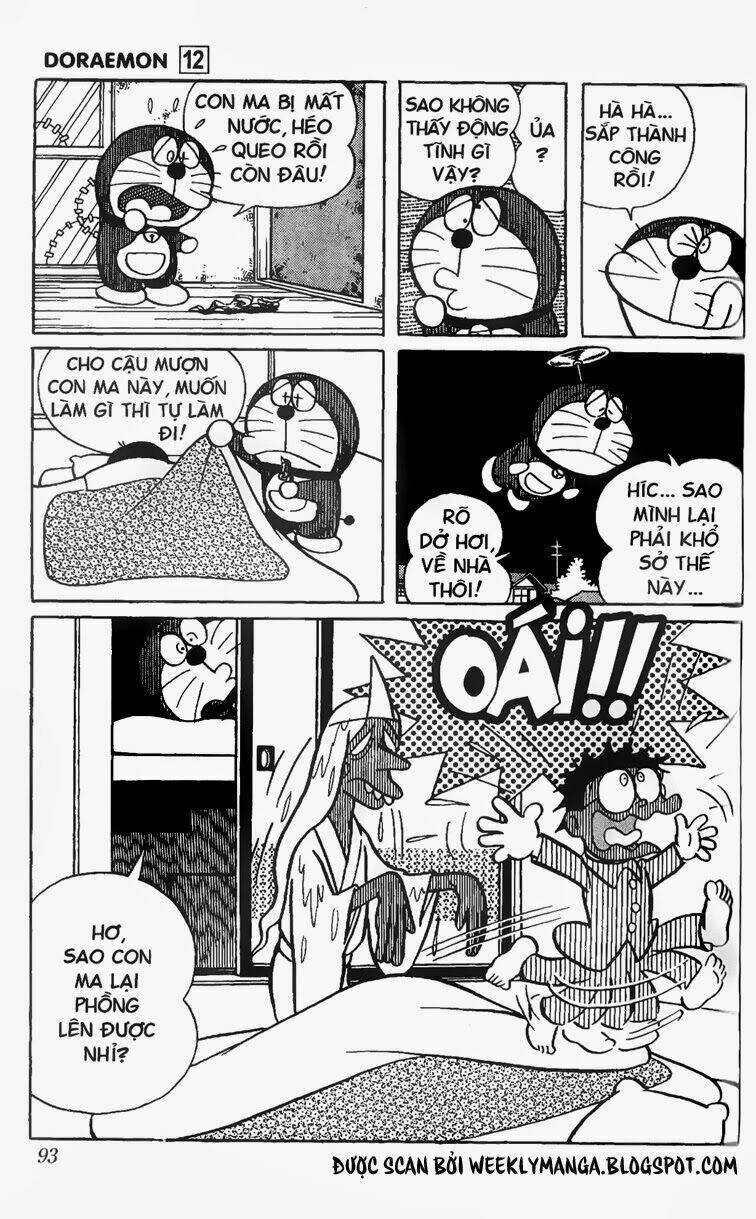 DORAEMON 12
HÀ HÀ...
SẮP THÀNH
CÔNG
RỒI!
ỦA
?
SAO KHÔNG
THẤY ĐỘNG
TĨNH GÌ
VẬY?
CON MA BỊ MẤT
NƯỚC, HÉO
QUEO RỒI
CÒN ĐÂU!
HÍC... SAO
MÌNH LẠI
PHẢI KHỔ
SỞ THẾ
NÀY...
RÕ
DỞ HƠI,
VỀ NHÀ
THÔI!
CHO CẬU MƯỢN
CON MA NÀY, MUỐN
LÀM GÌ THÌ TỰ LÀM
ĐI!
OÁI!!
HƠ,
SAO CON
MA LẠI
PHỒNG
LÊN ĐƯỢC
NHỈ?
93
ĐƯỢC SCAN BỞI WEEKLYMANGA.BLOGSPOT.COM